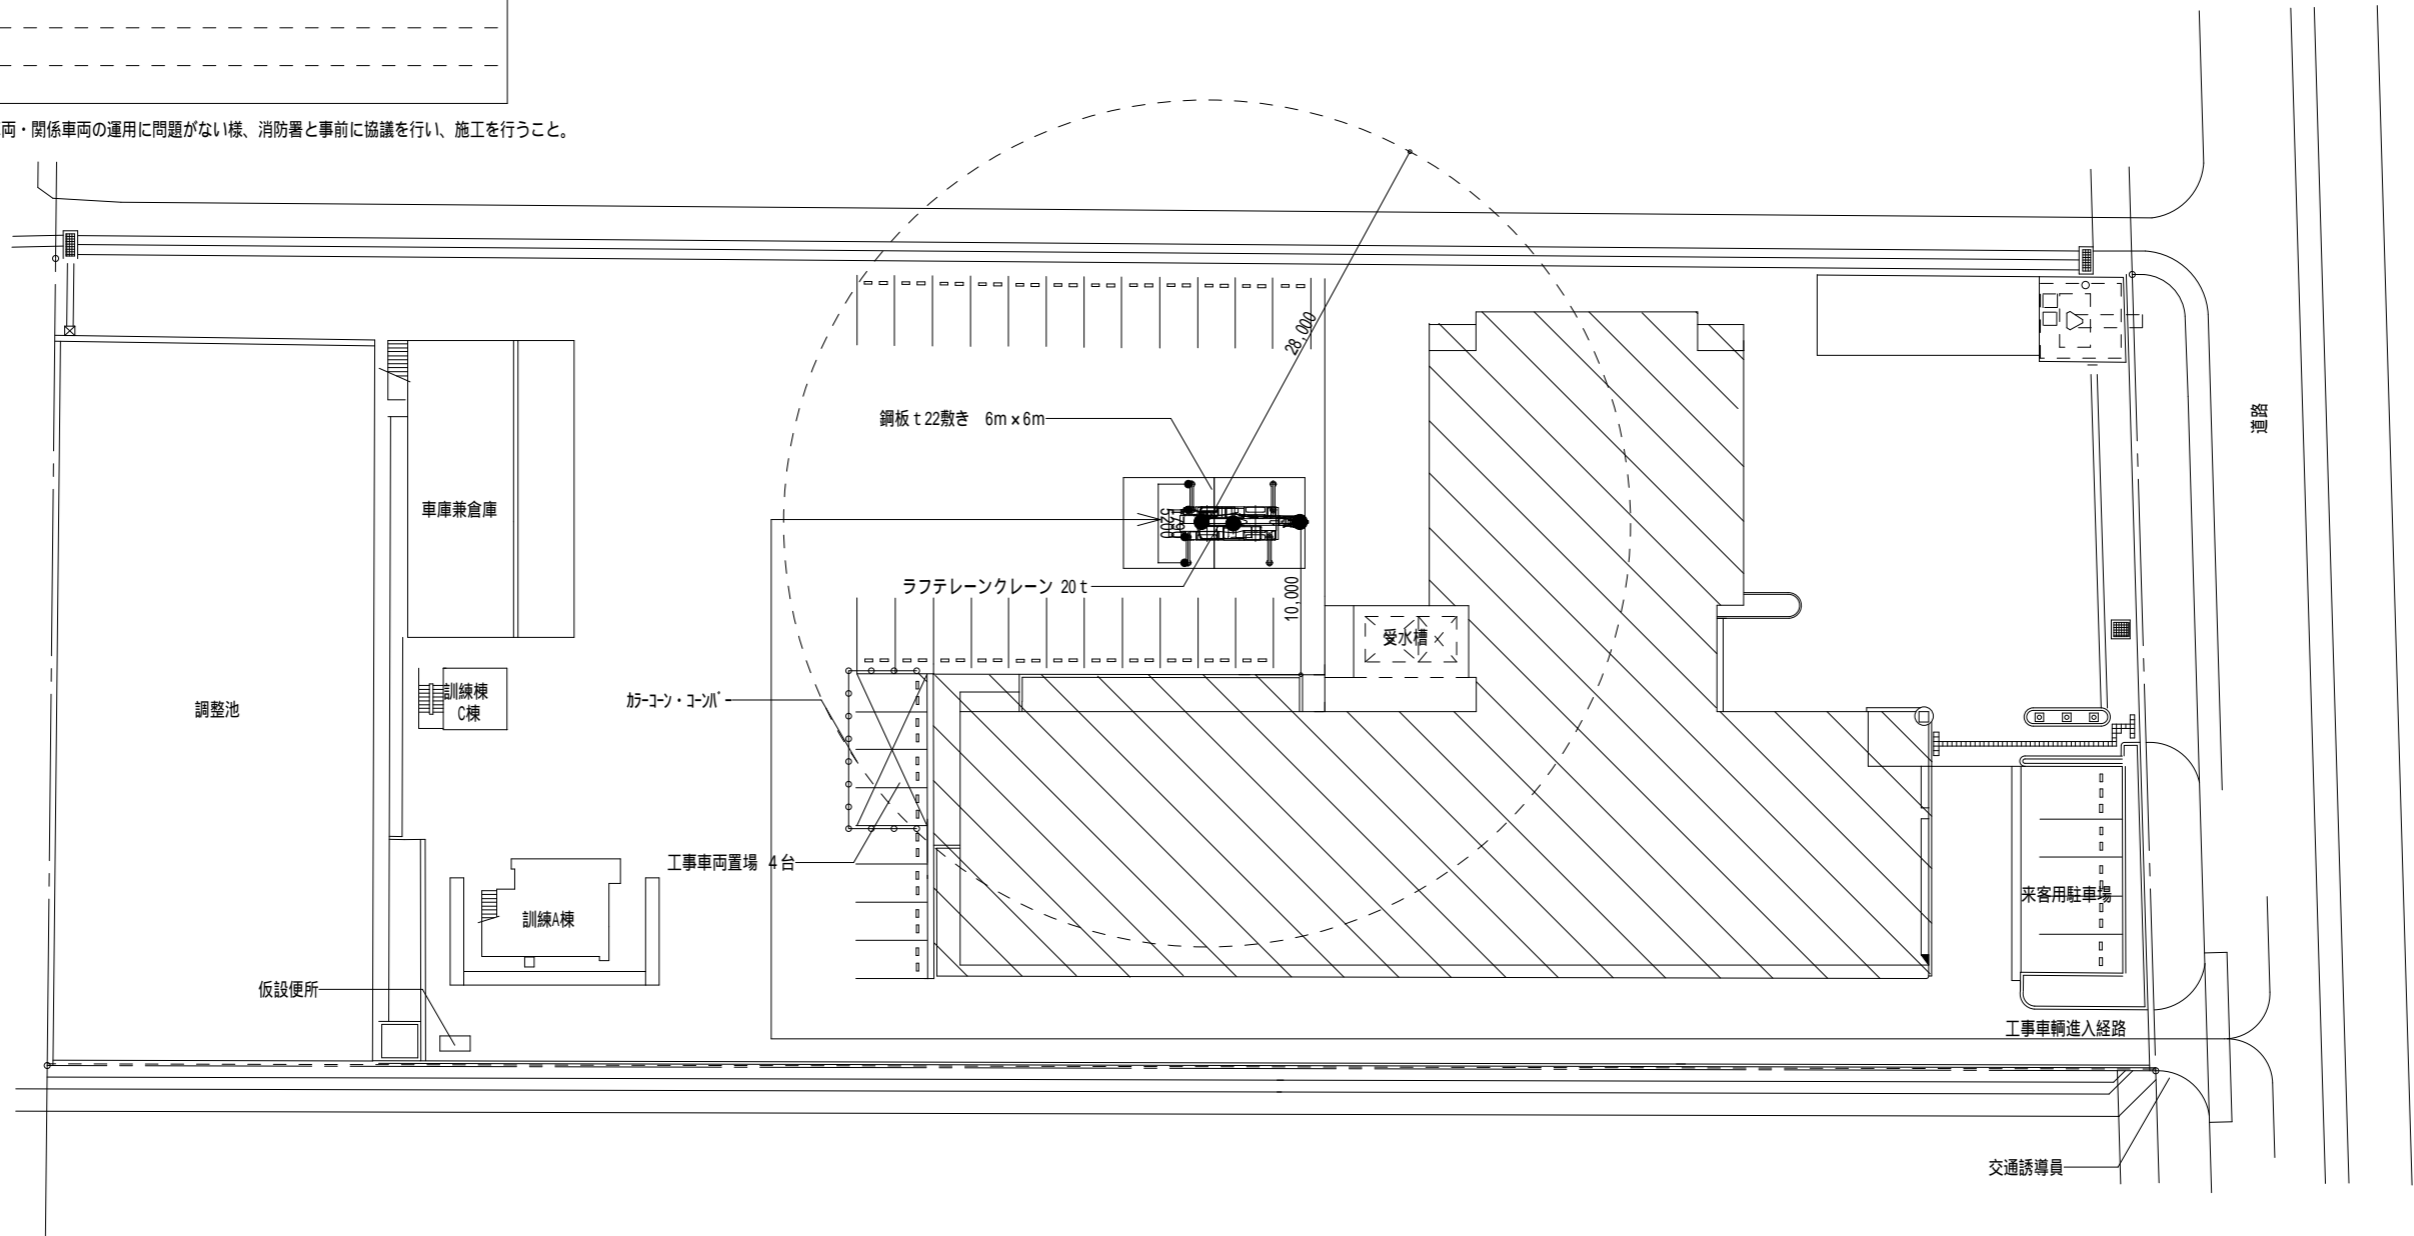 両・関係車両の運用に問題がない様、消防署と事前に協議を行い、施工を行うこと。
28,000
道路
鋼板ｔ22敷き　6m×6m
車庫兼倉庫
5200
ラフテレーンクレーン 20ｔ
10,000
受水槽
訓練棟
C棟
ｶﾗｰｺｰﾝ・ｺｰﾝﾊﾞｰ
調整池
工事車両置場 ４台
来客用駐車場
訓練A棟
仮設便所
工事車輌進入経路
交通誘導員